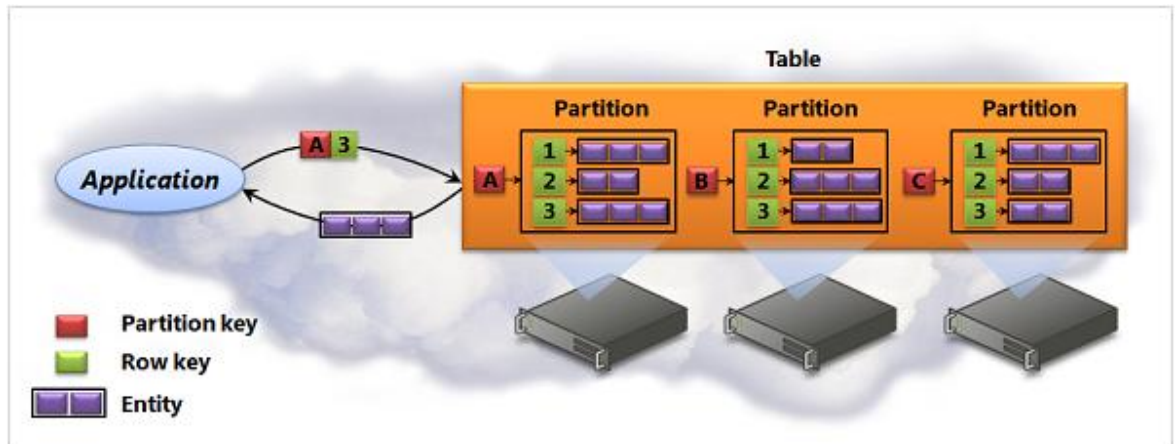 Table
Partition Partition Partition
A 3
1 1 1
Application
A 2 B 2 C 2
3 3 3
Partition key
Row key
Entity